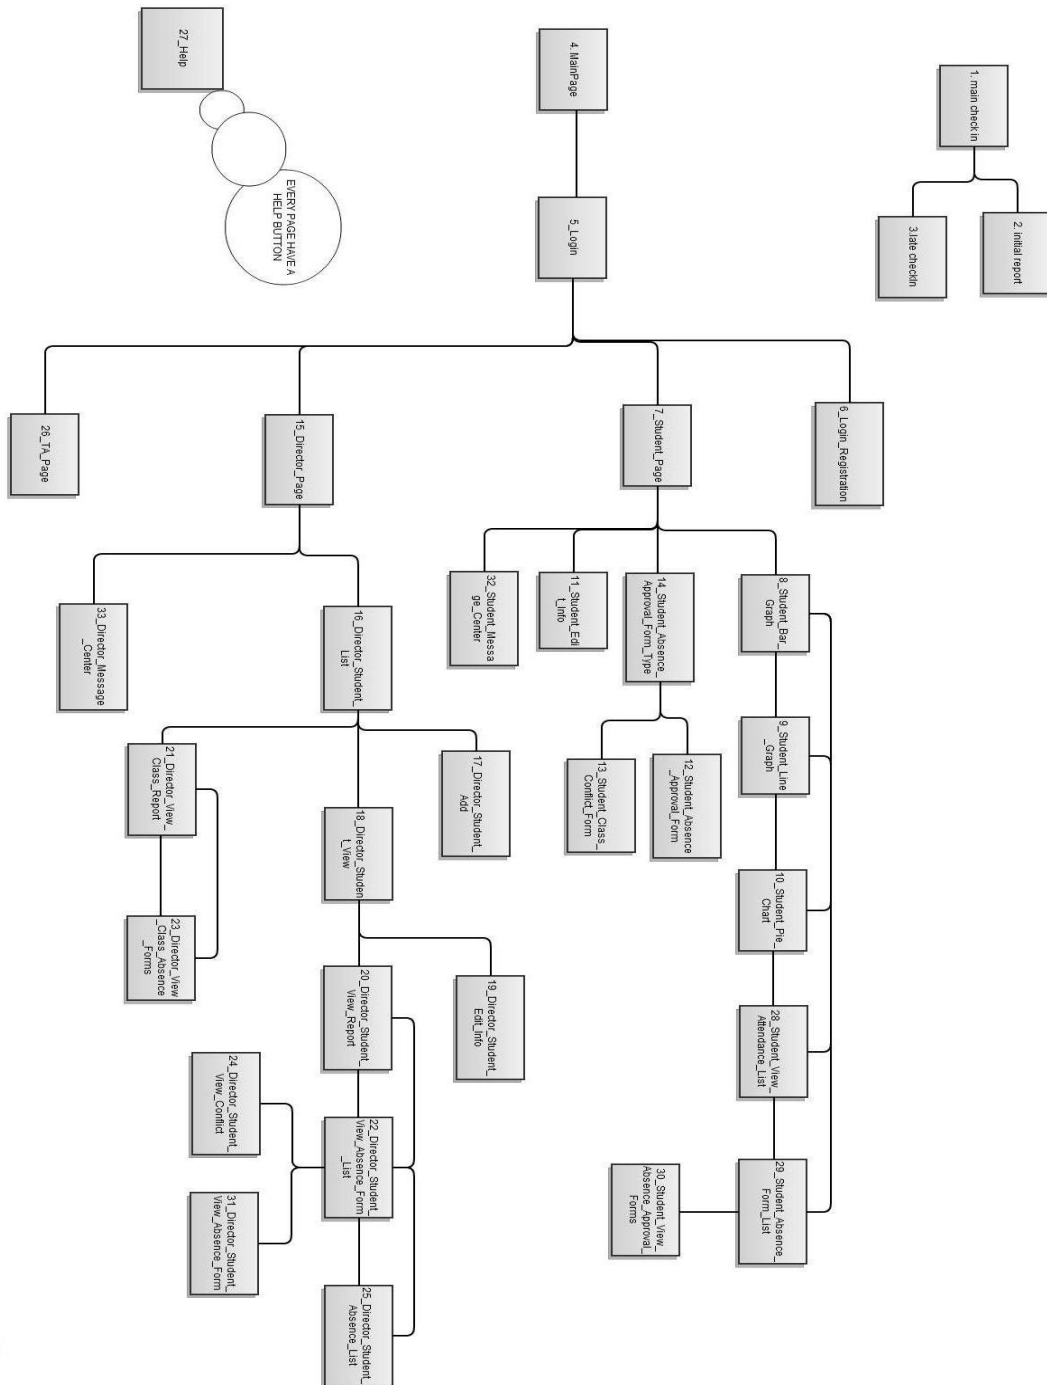 1. main check in
2. initial report
3.late checkin
4. MainPage
5_Login
27_Help
EVERY PAGE HAVE A
HELP BUTTON
6_Login_Registration
7_Student_Page
15_Director_Page
26_TA_Page
8_Student_Bar_
Graph
14_Student_Absence_
Approval_Form_Type
11_Student_Edi
t_Info
32_Student_Messa
ge_Center
9_Student_Line
_Graph
10_Student_Pie_
Chart
28_Student_View_
Attendance_List
29_Student_Absence_
Form_List
30_Student_View_
Absence_Approval_
Forms
12_Student_Absence
_Approval_Form
13_Student_Class_
Conflict_Form
16_Director_Student_
List
33_Director_Message
_Center
17_Director_Student_
Add
18_Director_Studen
t_View
21_Director_View_
Class_Report
23_Director_View
_Class_Absence
_Forms
19_Director_Student_
Edit_Info
20_Director_Student_
View_Report
22_Director_Student_
View_Absence_Form
_List
24_Director_Student_
View_Conflict
31_Director_Student_
View_Absence_Form
25_Director_Student_
Absence_List